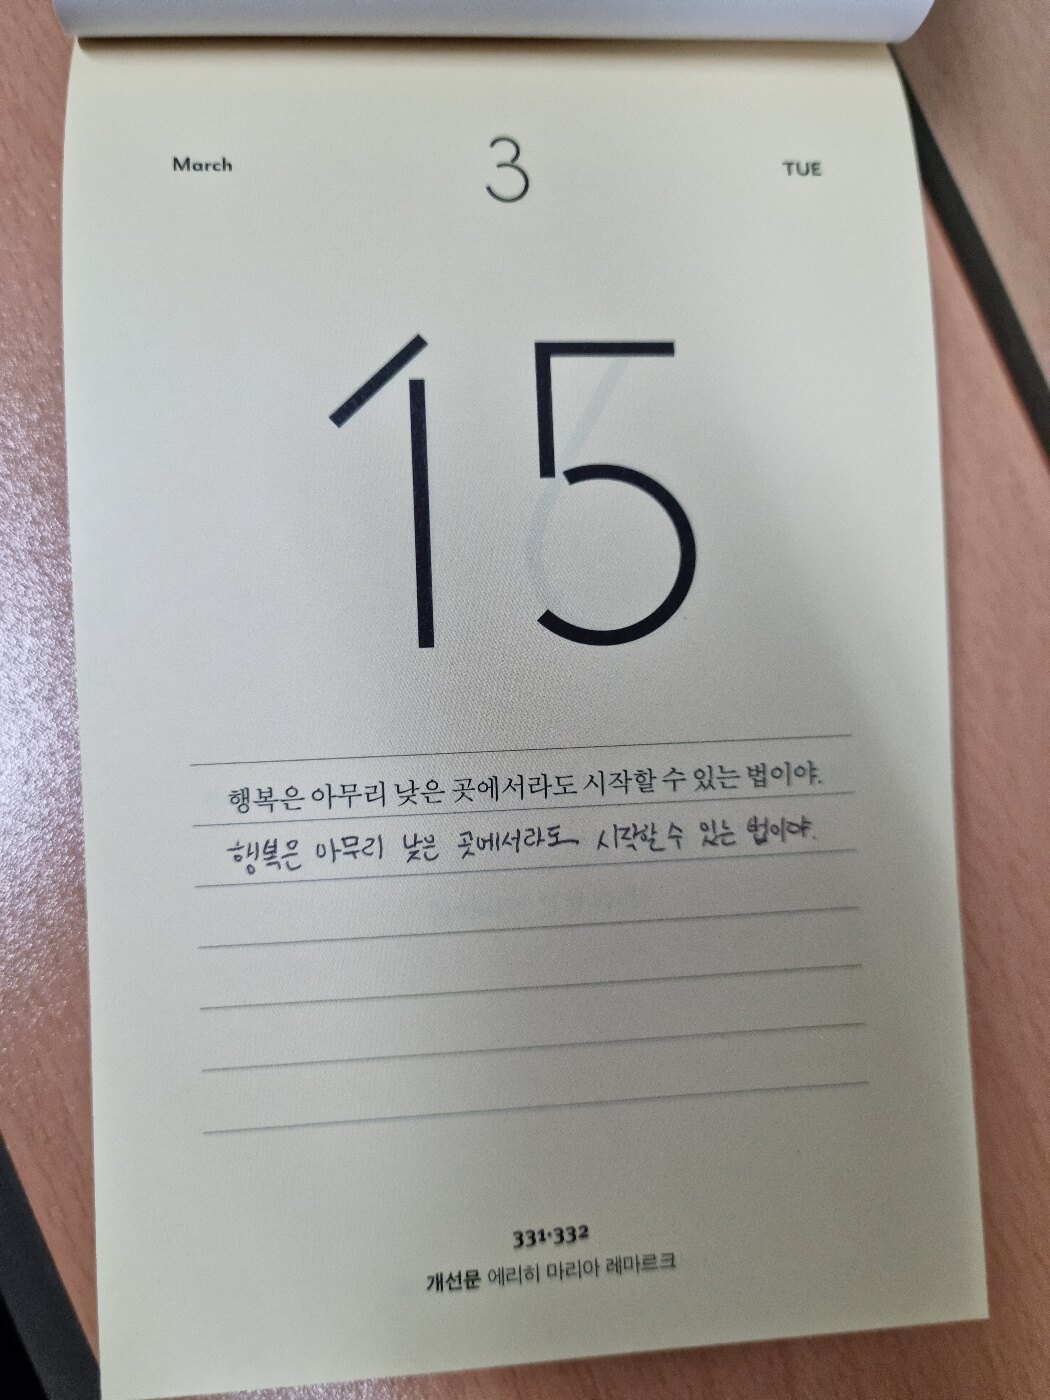 March 3 TUE
15
행복은 아무리 낮은 곳에서라도 시작할 수 있는 법이야.
행복은 아무리 낮은 곳에서라도 시작할 수 있는 법이야.
331·332
개선문 에리히 마리아 레마르크